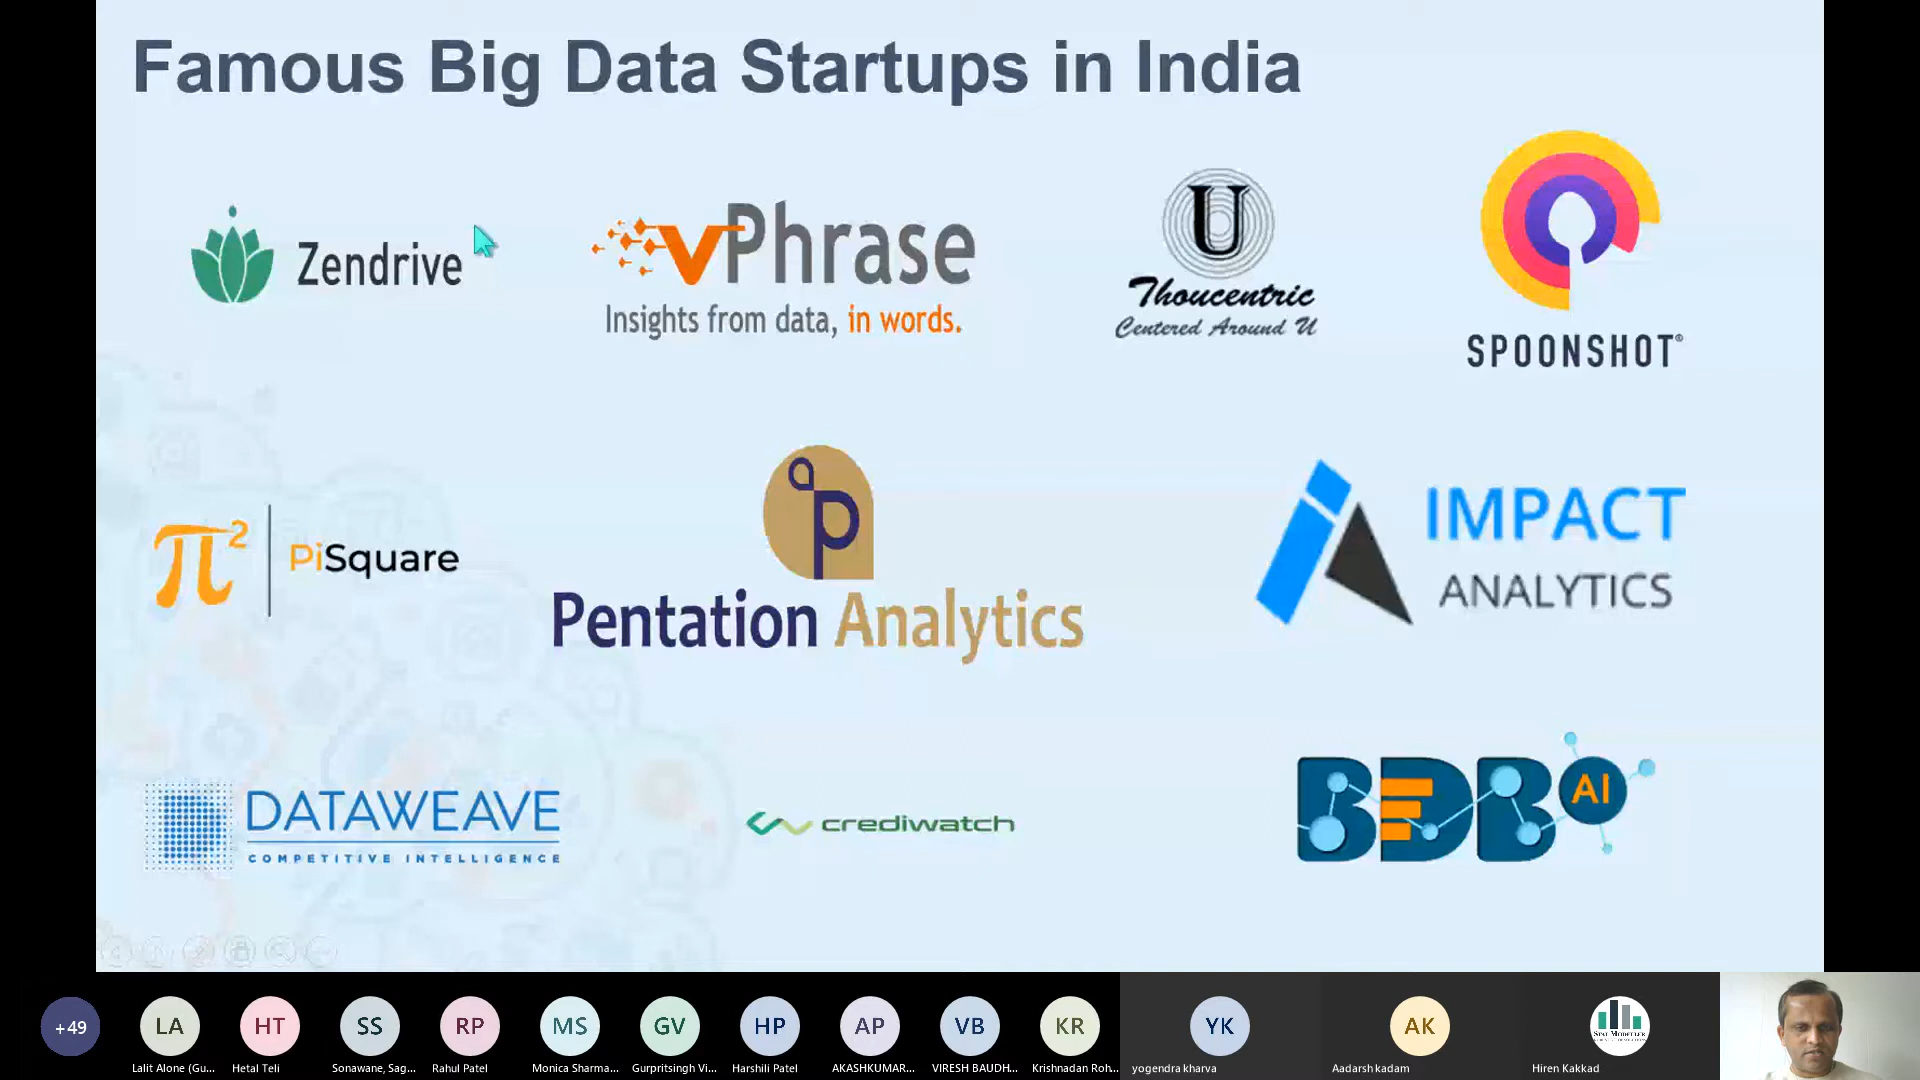 Famous Big Data Startups in India
Zendrive
vPhrase
Insights from data, in words.
U
Thoucentric
Centered Around U
SPOONSHOT®
π² PiSquare
p
Pentation Analytics
IMPACT
ANALYTICS
DATAWEAVE
COMPETITIVE INTELLIGENCE
crediwatch
BDB AI
+49 LA HT SS RP MS GV HP AP VB KR YK AK STAT MODELLER
Lalit Alone (Gu... Hetal Teli Sonawane, Sag... Rahul Patel Monica Sharma... Gurpritsingh Vi... Harshili Patel AKASHKUMAR... VIRESH BAUDH... Krishnadan Roh... yogendra kharva Aadarsh kadam Hiren Kakkad